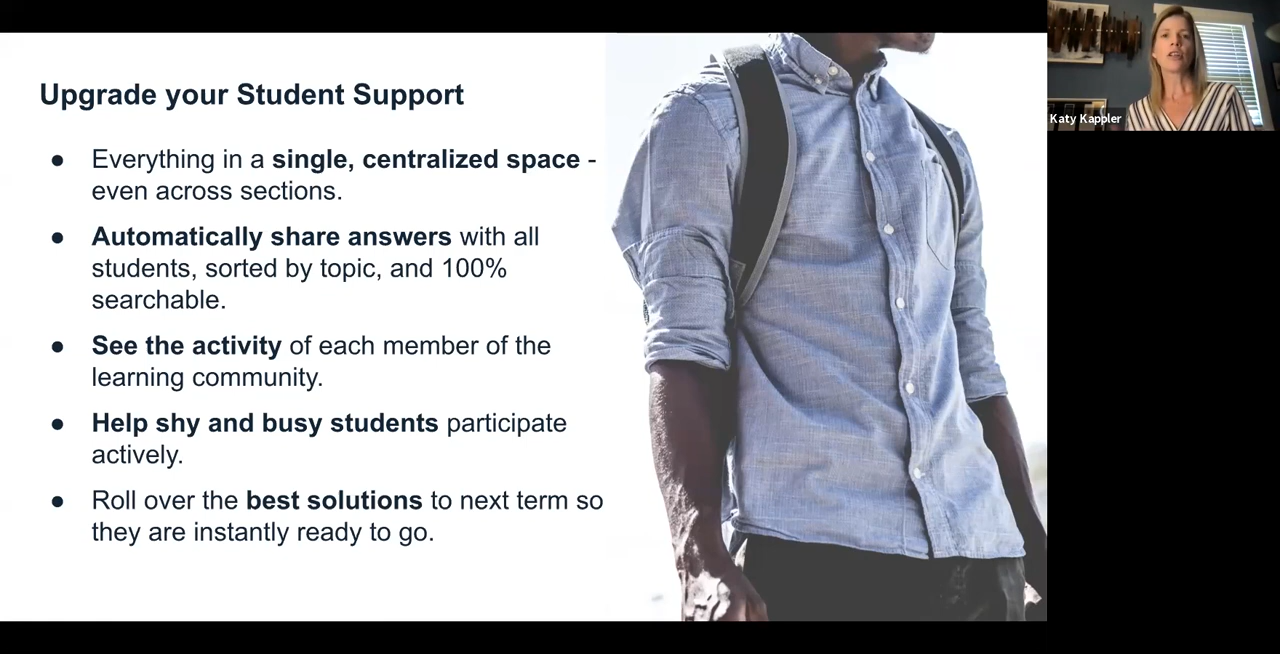 Upgrade your Student Support
● Everything in a single, centralized space -
even across sections.
● Automatically share answers with all
students, sorted by topic, and 100%
searchable.
● See the activity of each member of the
learning community.
● Help shy and busy students participate
actively.
● Roll over the best solutions to next term so
they are instantly ready to go.
Katy Kappler